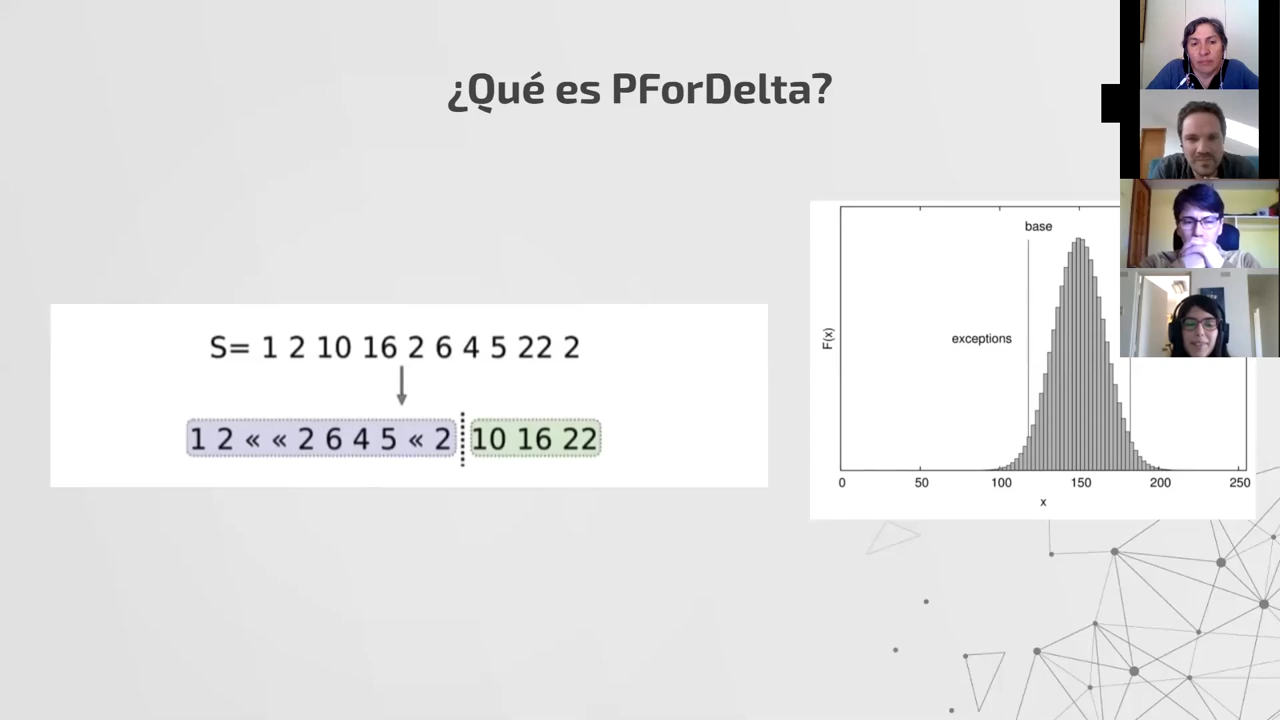 ¿Qué es PForDelta?
S= 1 2 10 16 2 6 4 5 22 2
1 2 « « 2 6 4 5 « 2 10 16 22
base
exceptions
F(x)
0 50 100 150 200 250
x